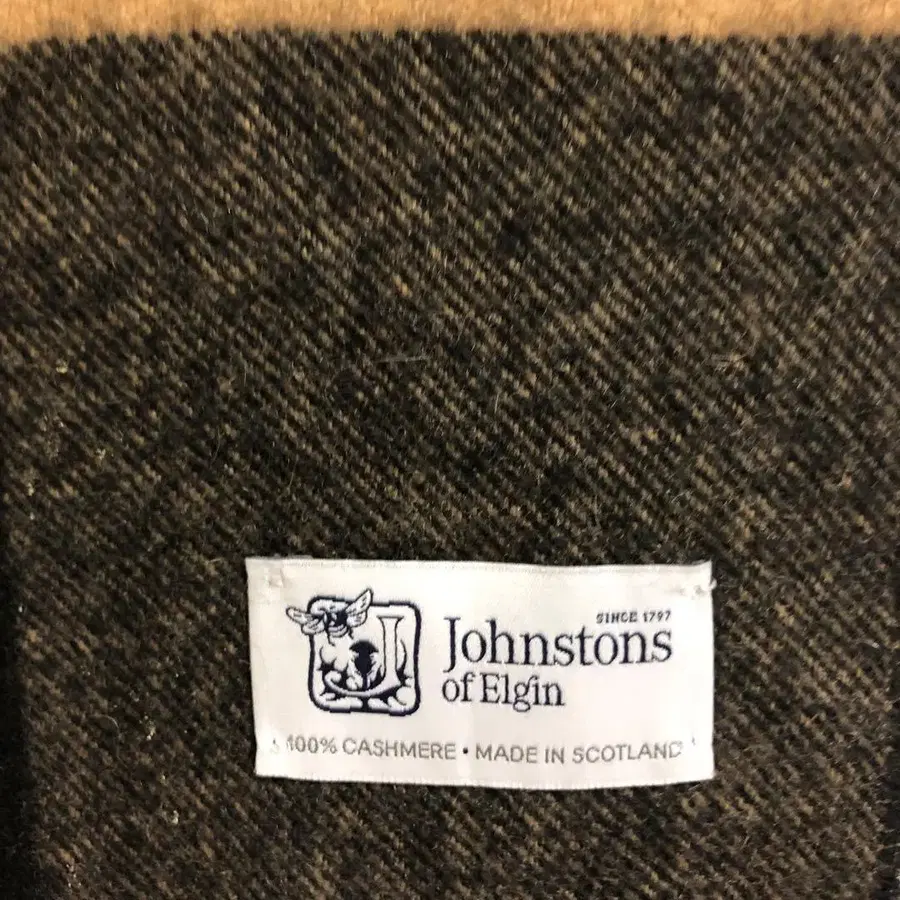 SINCE 1797
Johnstons
of Elgin
100% CASHMERE • MADE IN SCOTLAND